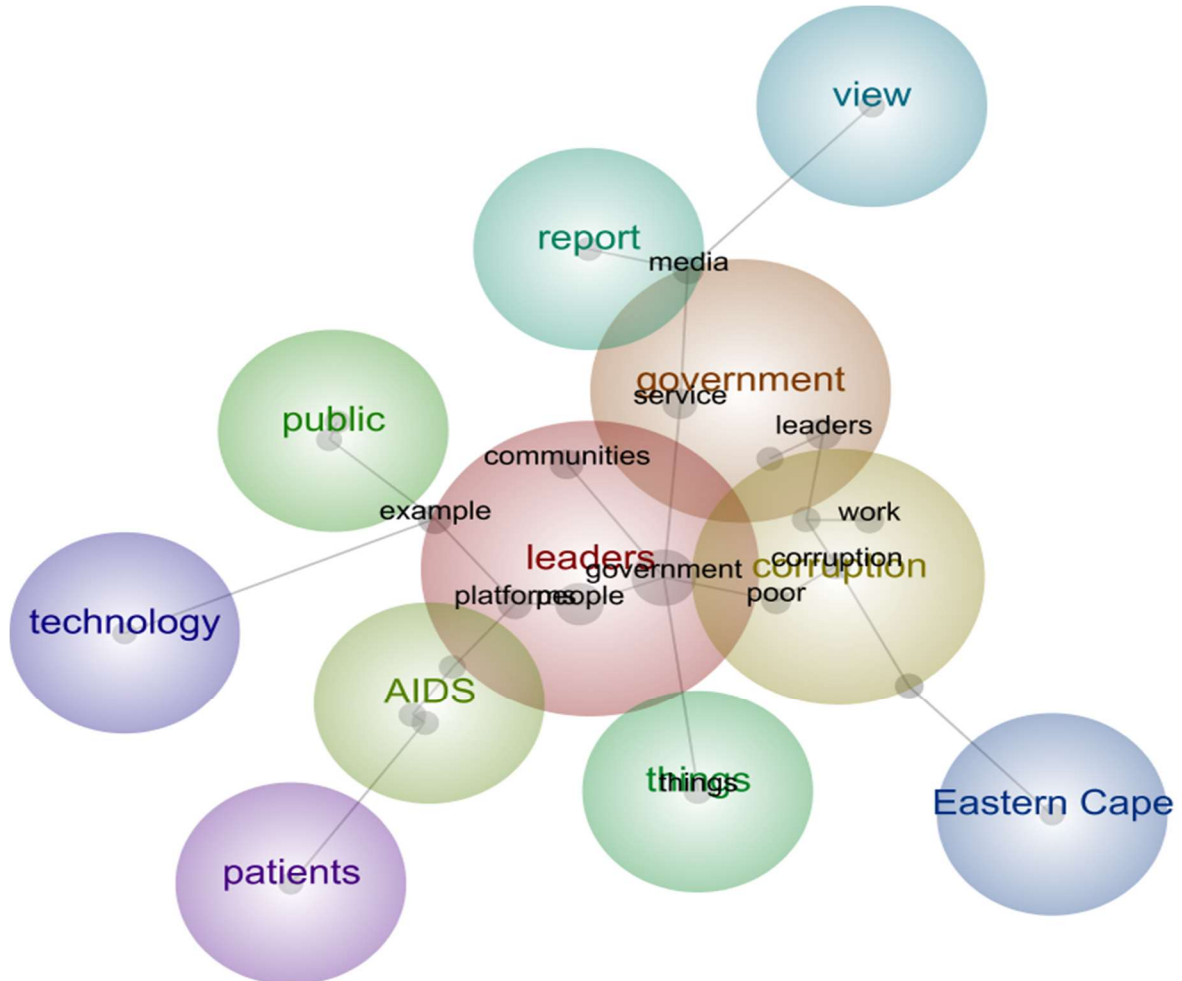 view
report
media
government
service
public
leaders
communities
example
work
leaders
corruption
government
corruption
platforms
people
poor
technology
AIDS
things
things
Eastern Cape
patients